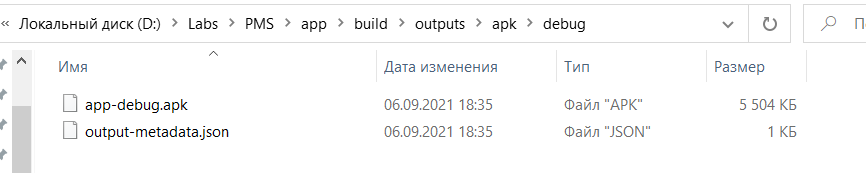 « Локальный диск (D:) › Labs › PMS › app › build › outputs › apk › debug
Имя Дата изменения Тип Размер
app-debug.apk 06.09.2021 18:35 Файл "APK" 5 504 КБ
output-metadata.json 06.09.2021 18:35 Файл "JSON" 1 КБ